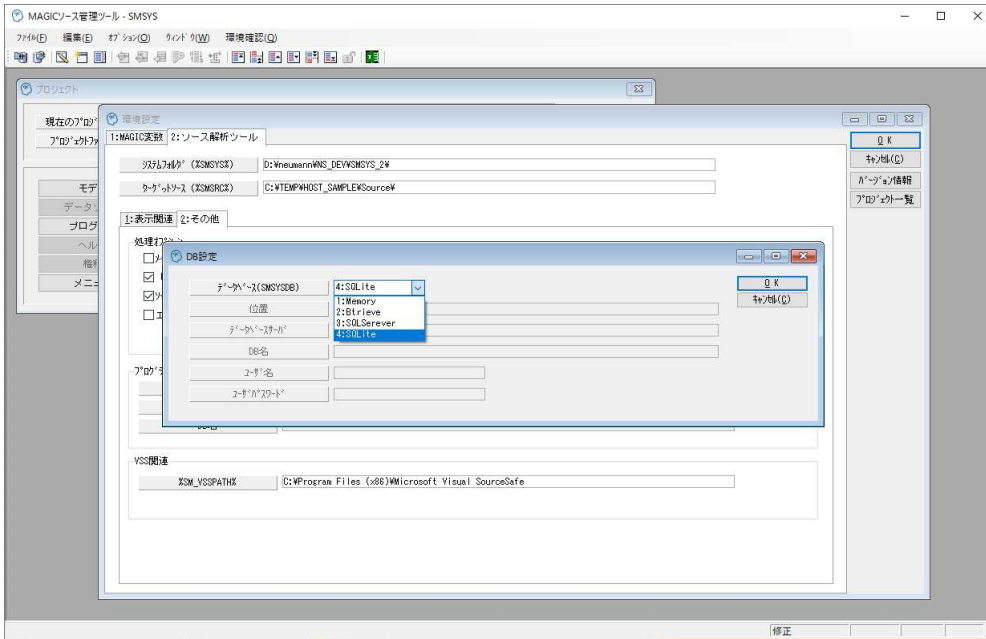 MAGICソース管理ツール - SMSYS
ファイル(F) 編集(E) オプション(O) ウィンドウ(W) 環境確認(Q)
プロジェクト
現在のプロジ
プロジェクトファ
モデ
データソ
プログ
ヘル
権利
メニュ
環境設定
1:MAGIC変数 2:ソース解析ツール
OK
キャンセル(C)
バージョン情報
プロジェクト一覧
システムフォルダ (%SMSYS%) D:¥neumann¥NS_DEV¥SMSYS_2¥
ターゲットソース (%SMSRC%) C:¥TEMP¥HOST_SAMPLE¥Source¥
1:表示関連 2:その他
処理オプション
DB設定
データベース(SMSYSDB) 4:SQLite
1:Memory
2:Btrieve
3:SQLSerever
4:SQLite
位置
データベースサーバ
DB名
ユーザ名
ユーザパスワード
OK
キャンセル(C)
プログラ
VSS関連
%SM_VSSPATH% C:¥Program Files (x86)¥Microsoft Visual SourceSafe
修正